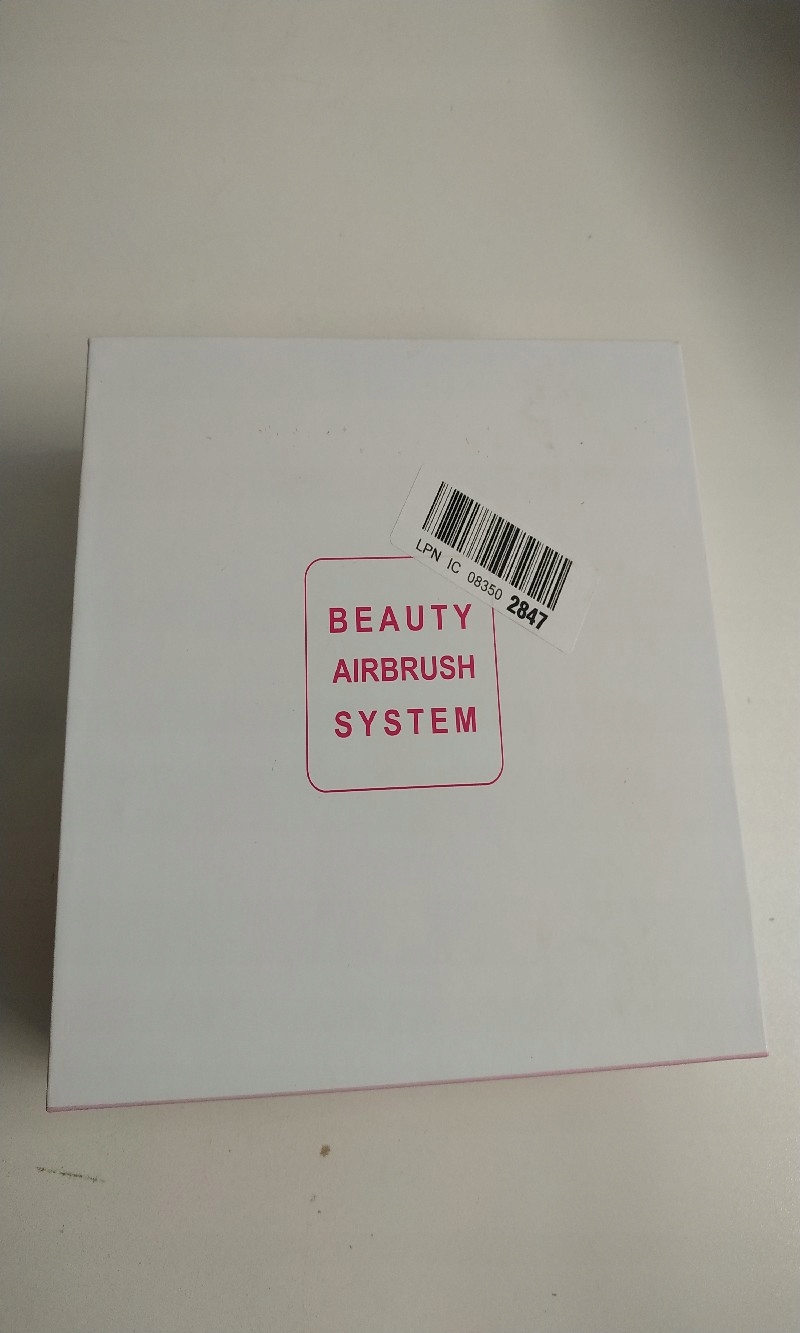 LPN IC 08350 2847
BEAUTY
AIRBRUSH
SYSTEM